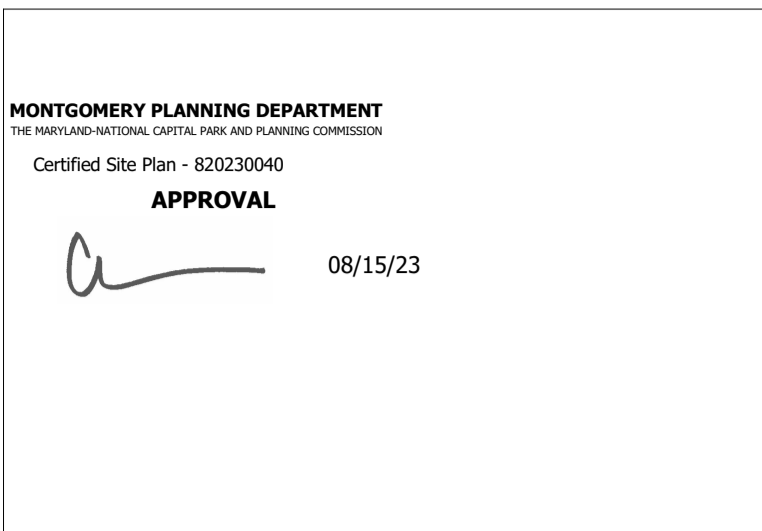 MONTGOMERY PLANNING DEPARTMENT
THE MARYLAND-NATIONAL CAPITAL PARK AND PLANNING COMMISSION
Certified Site Plan - 820230040
APPROVAL
08/15/23